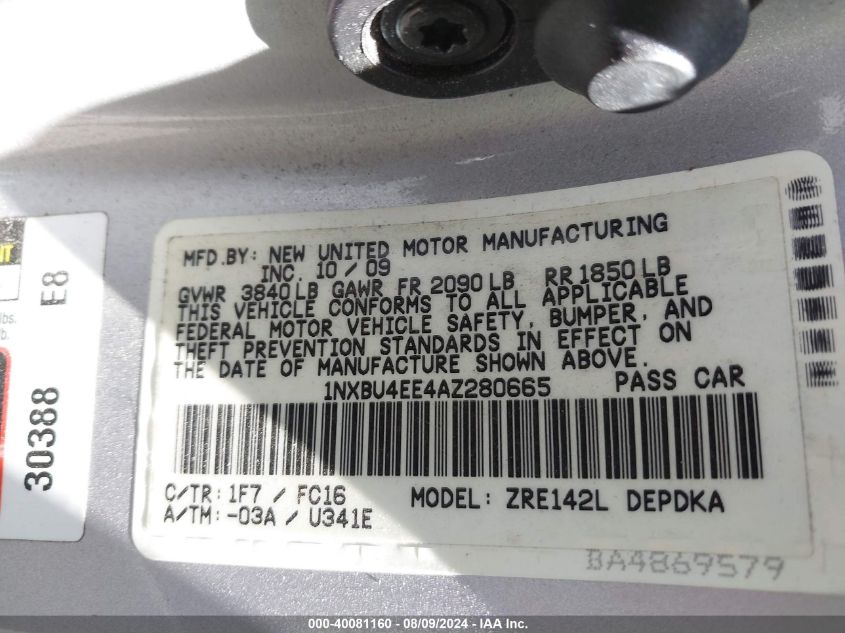 MFD.BY: NEW UNITED MOTOR MANUFACTURING
INC. 10 / 09
GVWR 3840 LB GAWR FR 2090 LB RR 1850 LB
THIS VEHICLE CONFORMS TO ALL APPLICABLE
FEDERAL MOTOR VEHICLE SAFETY, BUMPER, AND
THEFT PREVENTION STANDARDS IN EFFECT ON
THE DATE OF MANUFACTURE SHOWN ABOVE.
1NXBU4EE4AZ280665 PASS CAR
C/TR: 1F7 / FC16 MODEL: ZRE142L DEPDKA
A/TM: -03A / U341E
BA4869579
30388 E8
lbs.
lb.
000-40081160 - 08/09/2024 - IAA Inc.